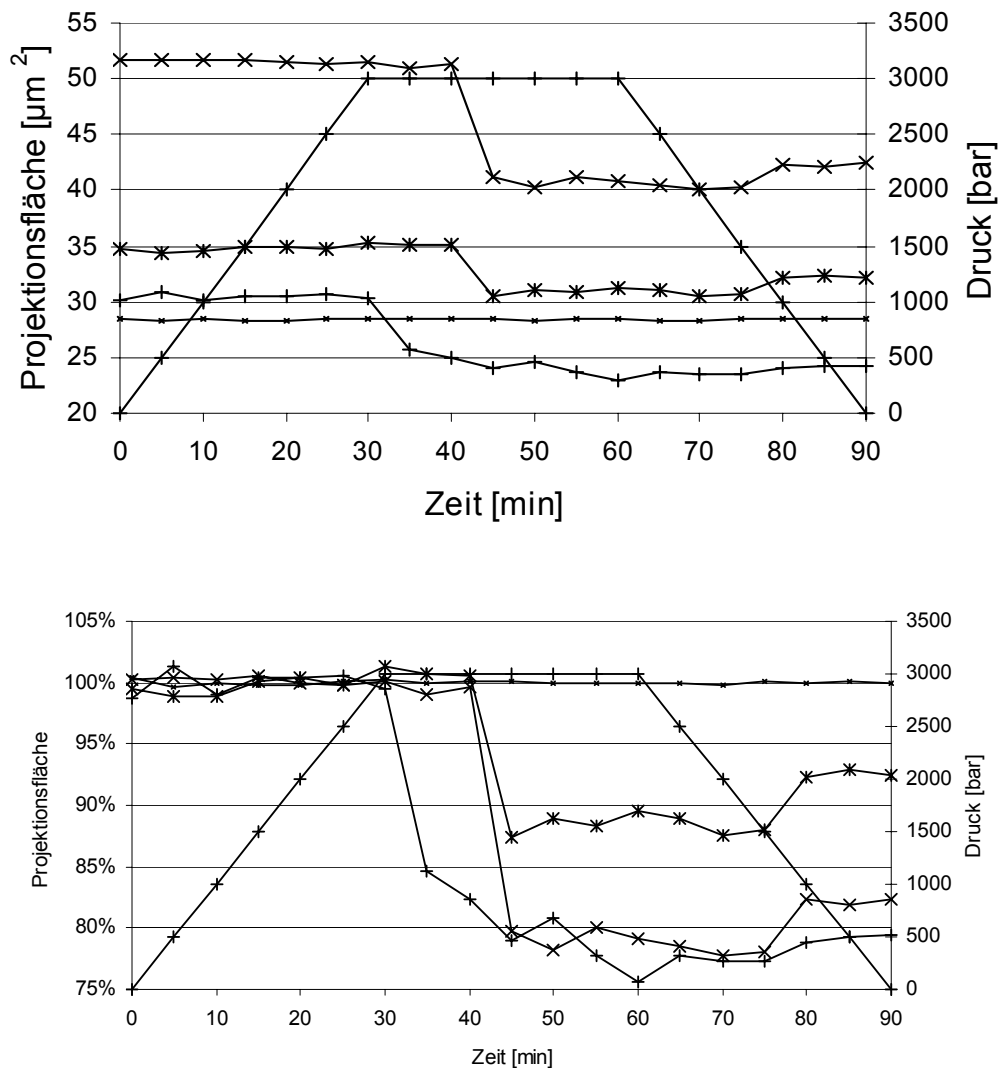 55 3500
50 3000
45 2500
40 2000
35 1500
30 1000
25 500
20 0
Projektionsfläche [µm ²]
Druck [bar]
0 10 20 30 40 50 60 70 80 90
Zeit [min]
105% 3500
100% 3000
95% 2500
90% 2000
85% 1500
80% 1000
75% 500
0
Projektionsfläche
Druck [bar]
0 10 20 30 40 50 60 70 80 90
Zeit [min]